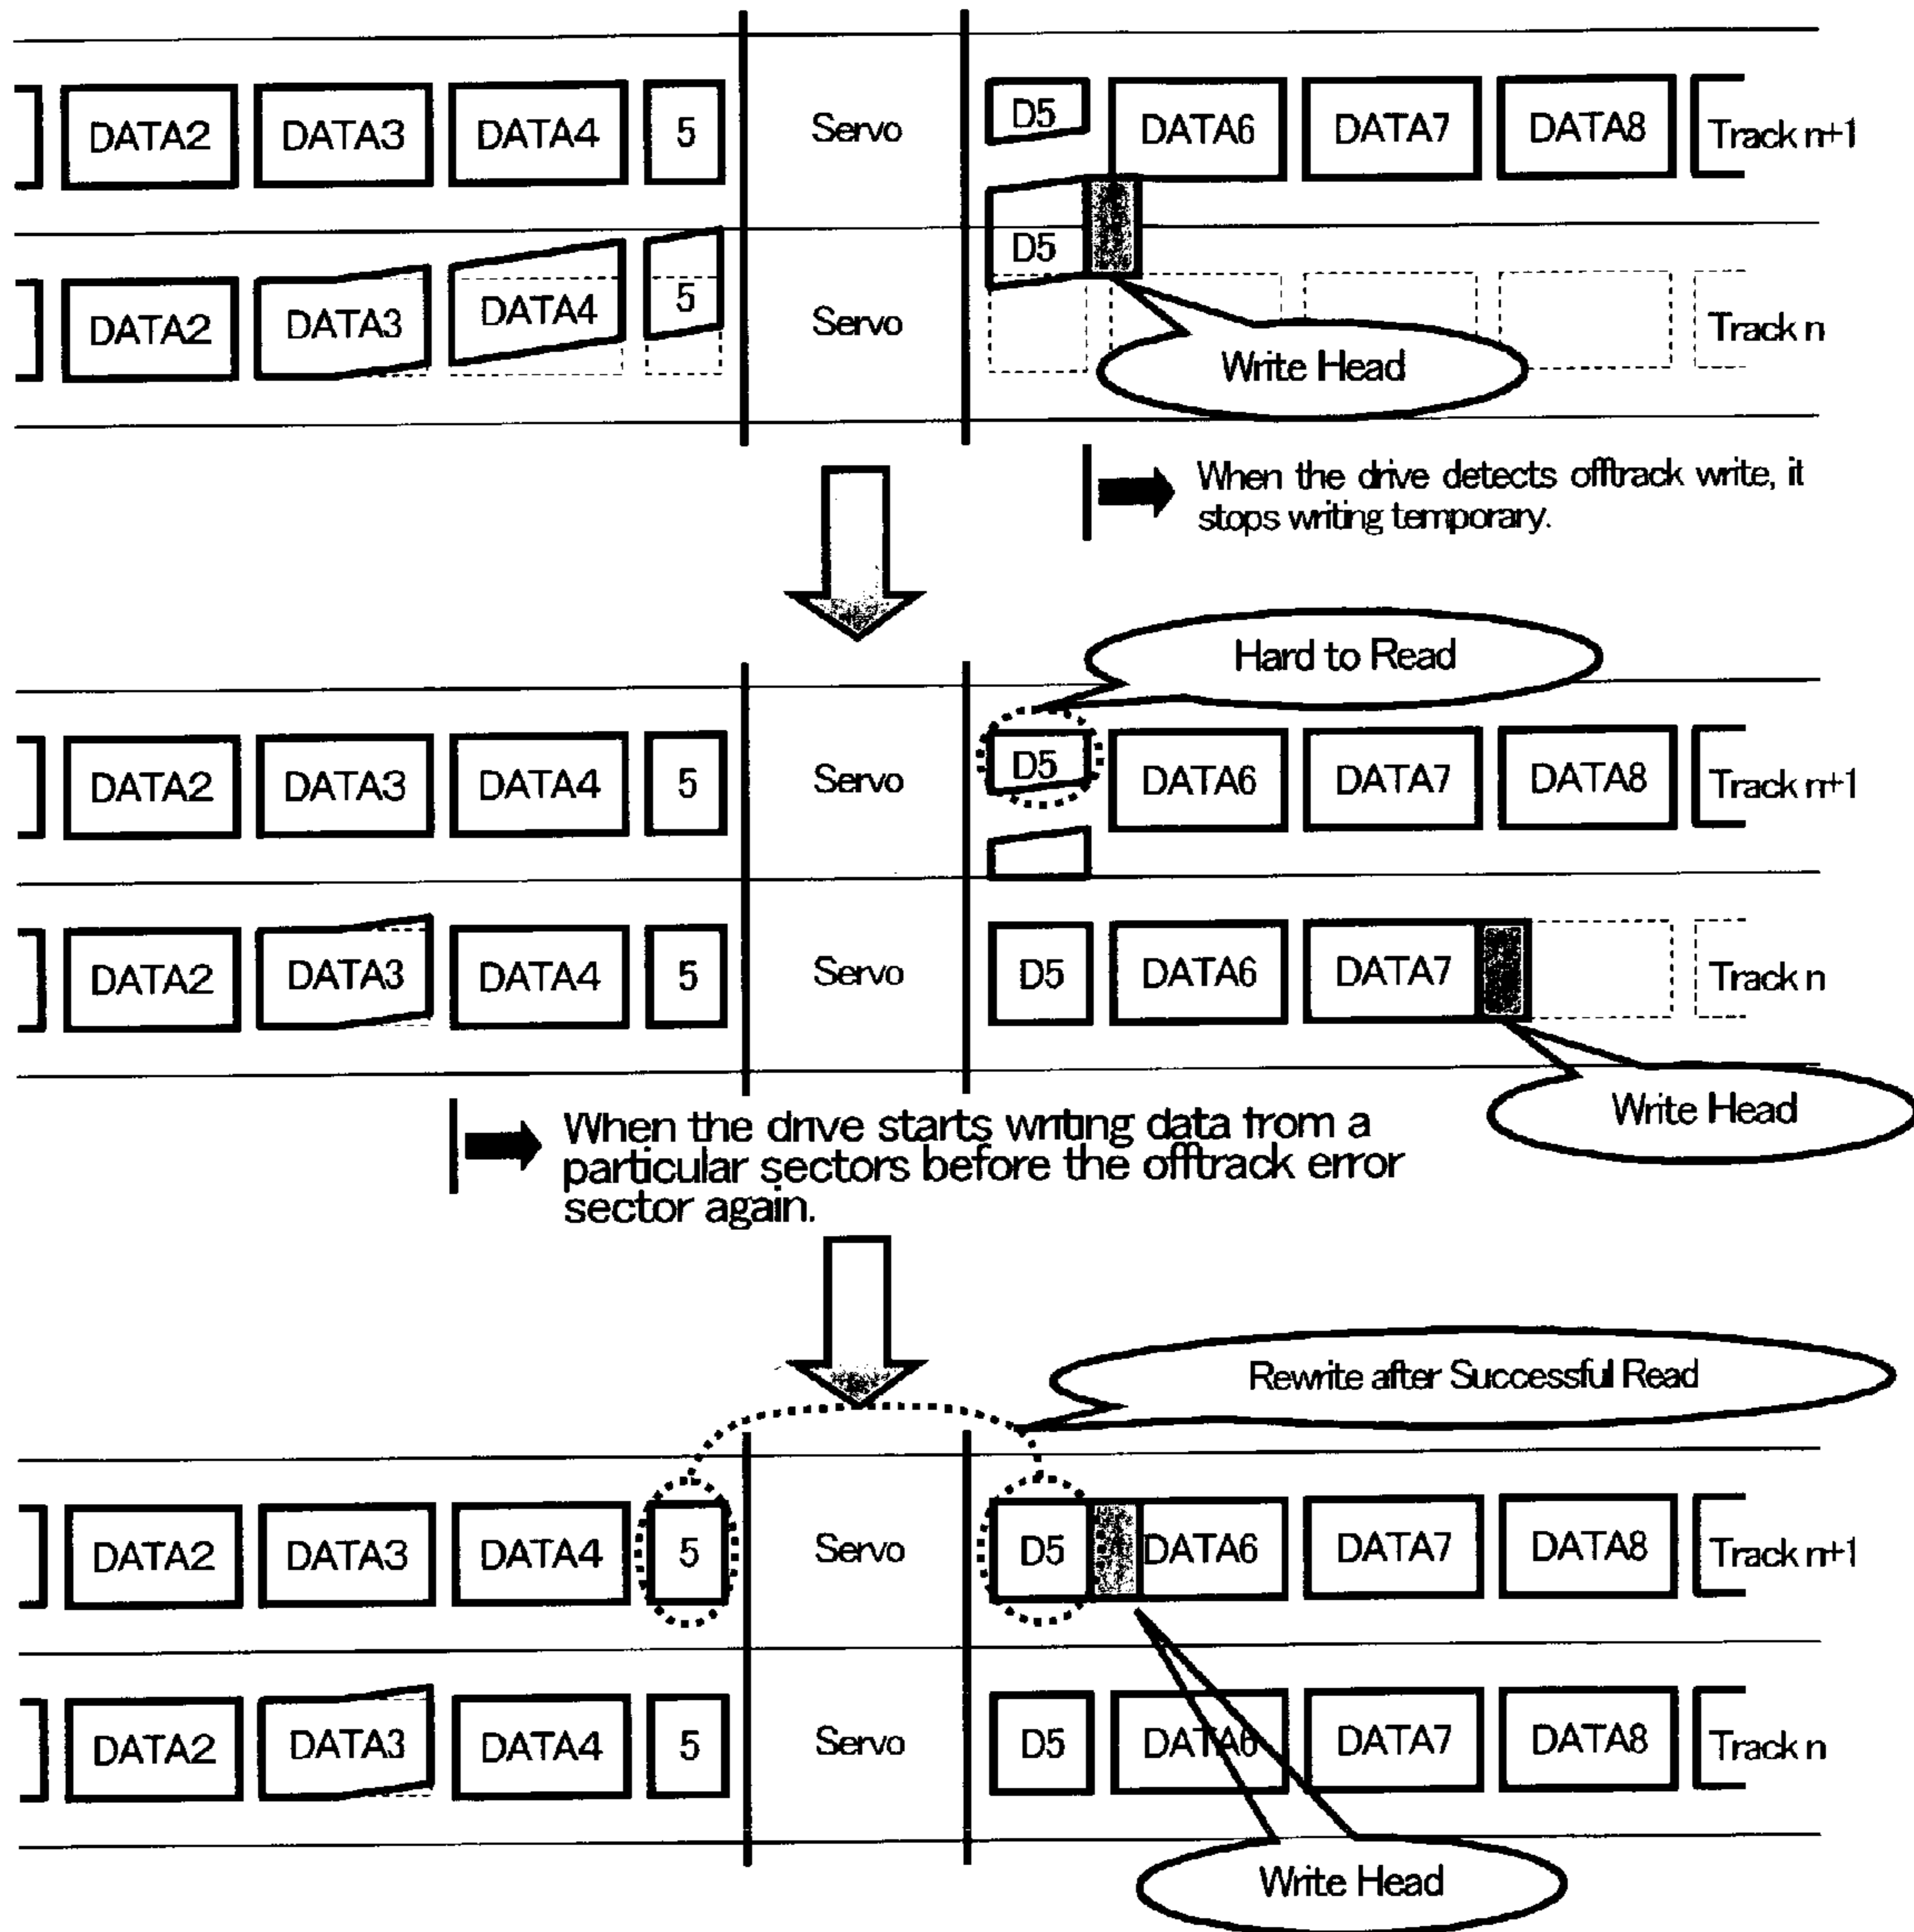 DATA2 DATA3 DATA4 5 Servo D5 DATA6 DATA7 DATA8 Track n+1
D5
DATA2 DATA3 DATA4 5 Servo Track n
Write Head
When the drive detects offtrack write, it
stops writing temporary.
Hard to Read
DATA2 DATA3 DATA4 5 Servo D5 DATA6 DATA7 DATA8 Track n+1
DATA2 DATA3 DATA4 5 Servo D5 DATA6 DATA7 Track n
Write Head
When the drive starts writing data from a
particular sectors before the offtrack error
sector again.
Rewrite after Successful Read
DATA2 DATA3 DATA4 5 Servo D5 DATA6 DATA7 DATA8 Track n+1
DATA2 DATA3 DATA4 5 Servo D5 DATA6 DATA7 DATA8 Track n
Write Head